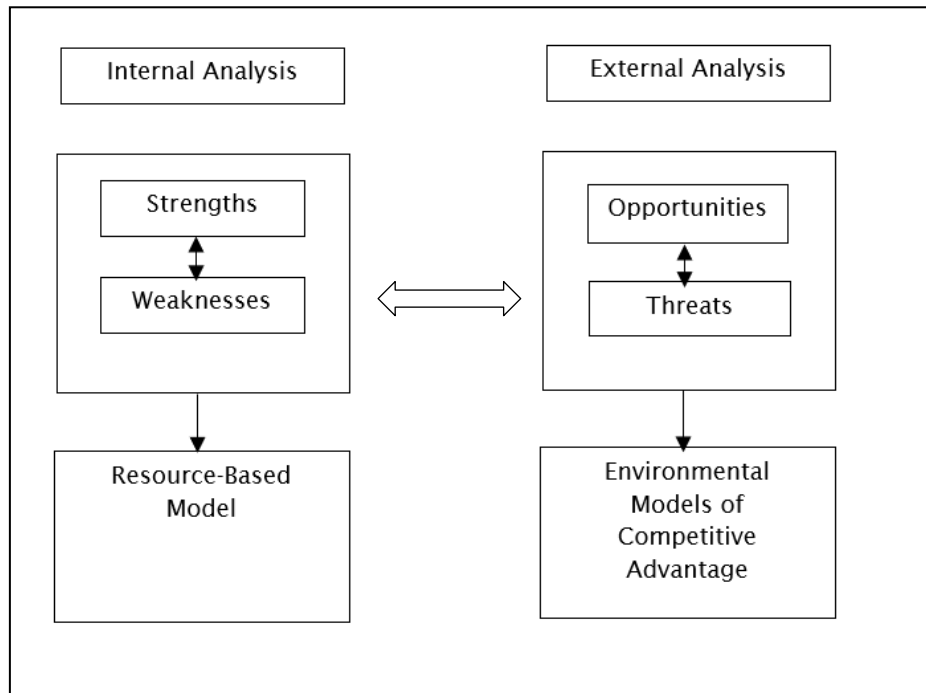 Internal Analysis
External Analysis
Strengths
Weaknesses
Opportunities
Threats
Resource-Based
Model
Environmental
Models of
Competitive
Advantage